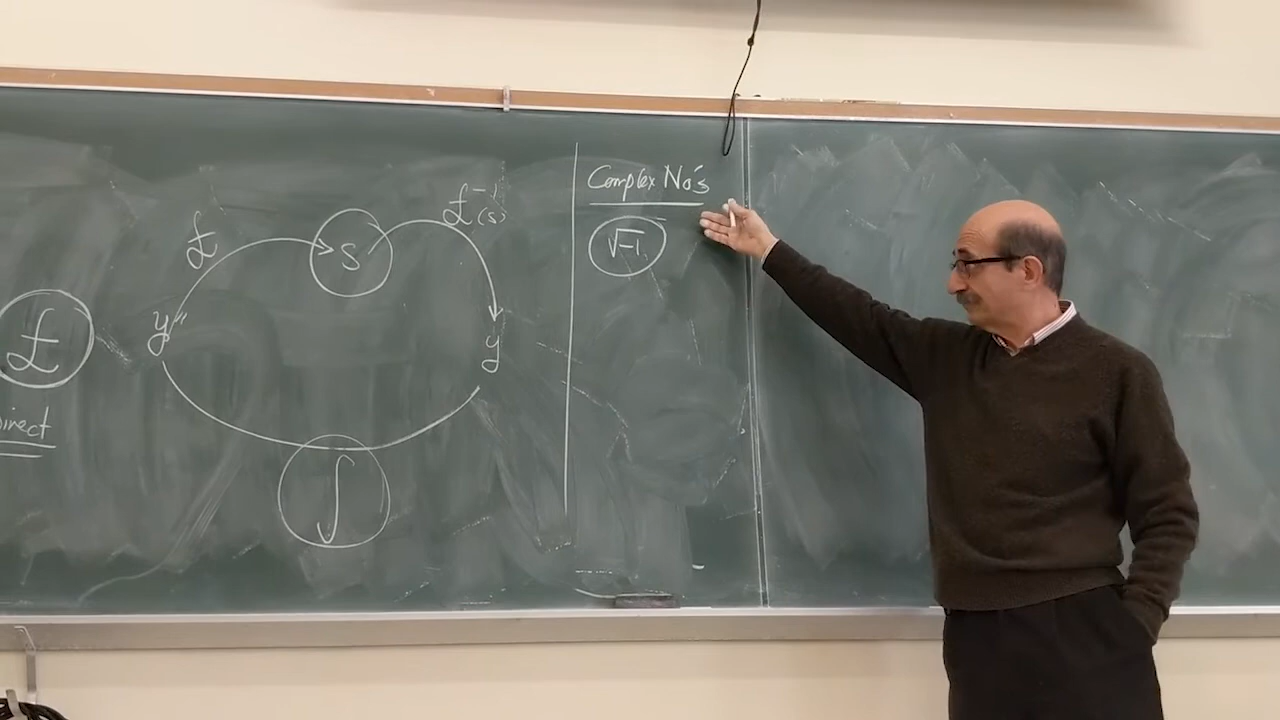 £
irect
£
y"
S
£⁻¹(s)
y
∫
Complex No's
√-1